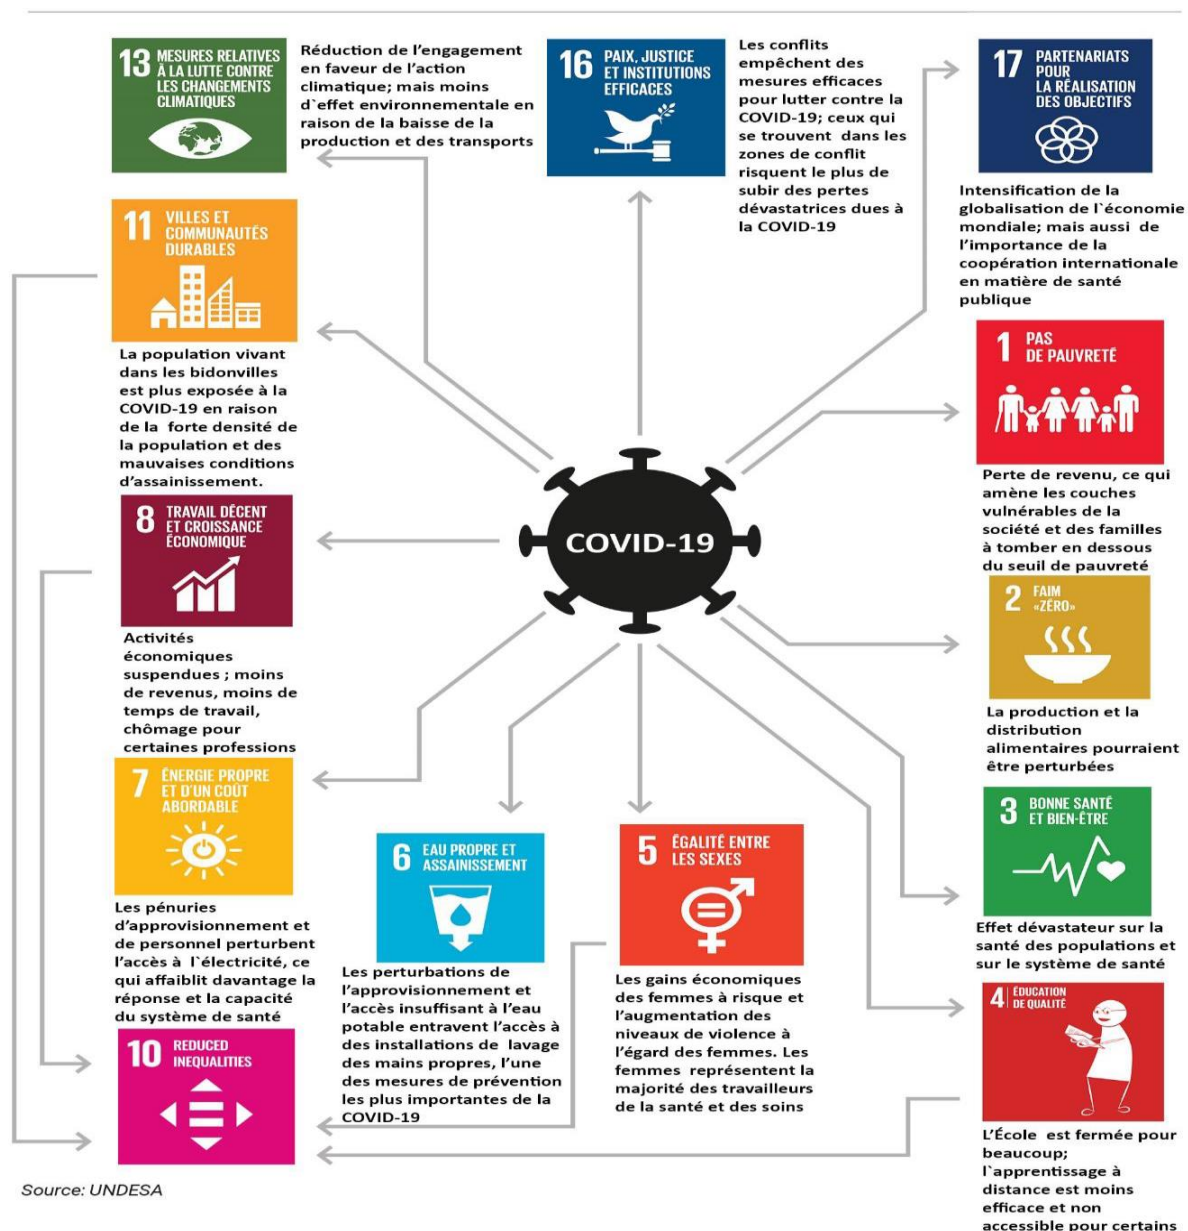 13 MESURES RELATIVES
À LA LUTTE CONTRE
LES CHANGEMENTS
CLIMATIQUES
Réduction de l’engagement
en faveur de l’action
climatique; mais moins
d`effet environnementale en
raison de la baisse de la
production et des transports
16 PAIX, JUSTICE
ET INSTITUTIONS
EFFICACES
Les conflits
empêchent des
mesures efficaces
pour lutter contre la
COVID-19; ceux qui
se trouvent dans les
zones de conflit
risquent le plus de
subir des pertes
dévastatrices dues à
la COVID-19
17 PARTENARIATS
POUR
LA RÉALISATION
DES OBJECTIFS
Intensification de la
globalisation de l`économie
mondiale; mais aussi de
l’importance de la
coopération internationale
en matière de santé
publique
11 VILLES ET
COMMUNAUTÉS
DURABLES
La population vivant
dans les bidonvilles
est plus exposée à la
COVID-19 en raison
de la forte densité de
la population et des
mauvaises conditions
d’assainissement.
1 PAS
DE PAUVRETÉ
Perte de revenu, ce qui
amène les couches
vulnérables de la
société et des familles
à tomber en dessous
du seuil de pauvreté
COVID-19
8 TRAVAIL DÉCENT
ET CROISSANCE
ÉCONOMIQUE
Activités
économiques
suspendues ; moins
de revenus, moins de
temps de travail,
chômage pour
certaines professions
2 FAIM
«ZÉRO»
La production et la
distribution
alimentaires pourraient
être perturbées
7 ÉNERGIE PROPRE
ET D'UN COÛT
ABORDABLE
Les pénuries
d’approvisionnement et
de personnel perturbent
l’accès à l`électricité, ce
qui affaiblit davantage la
réponse et la capacité
du système de santé
6 EAU PROPRE ET
ASSAINISSEMENT
Les perturbations de
l’approvisionnement et
l’accès insuffisant à l’eau
potable entravent l’accès à
des installations de lavage
des mains propres, l’une
des mesures de prévention
les plus importantes de la
COVID-19
5 ÉGALITÉ ENTRE
LES SEXES
Les gains économiques
des femmes à risque et
l’augmentation des
niveaux de violence à
l’égard des femmes. Les
femmes représentent la
majorité des travailleurs
de la santé et des soins
3 BONNE SANTÉ
ET BIEN-ÊTRE
Effet dévastateur sur la
santé des populations et
sur le système de santé
4 ÉDUCATION
DE QUALITÉ
L’École est fermée pour
beaucoup;
l`apprentissage à
distance est moins
efficace et non
accessible pour certains
10 REDUCED
INEQUALITIES
Source: UNDESA